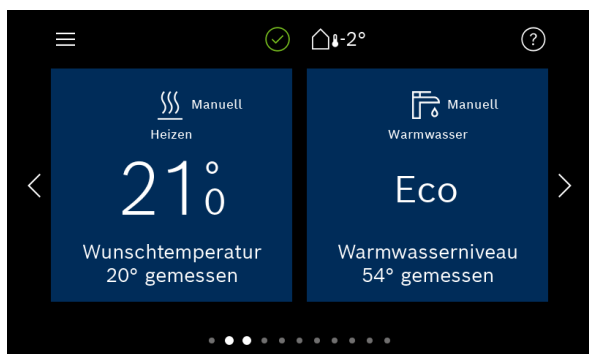 -2°
?
Manuell
Manuell
Heizen
Warmwasser
21°0
Eco
Wunschtemperatur
20° gemessen
Warmwasserniveau
54° gemessen